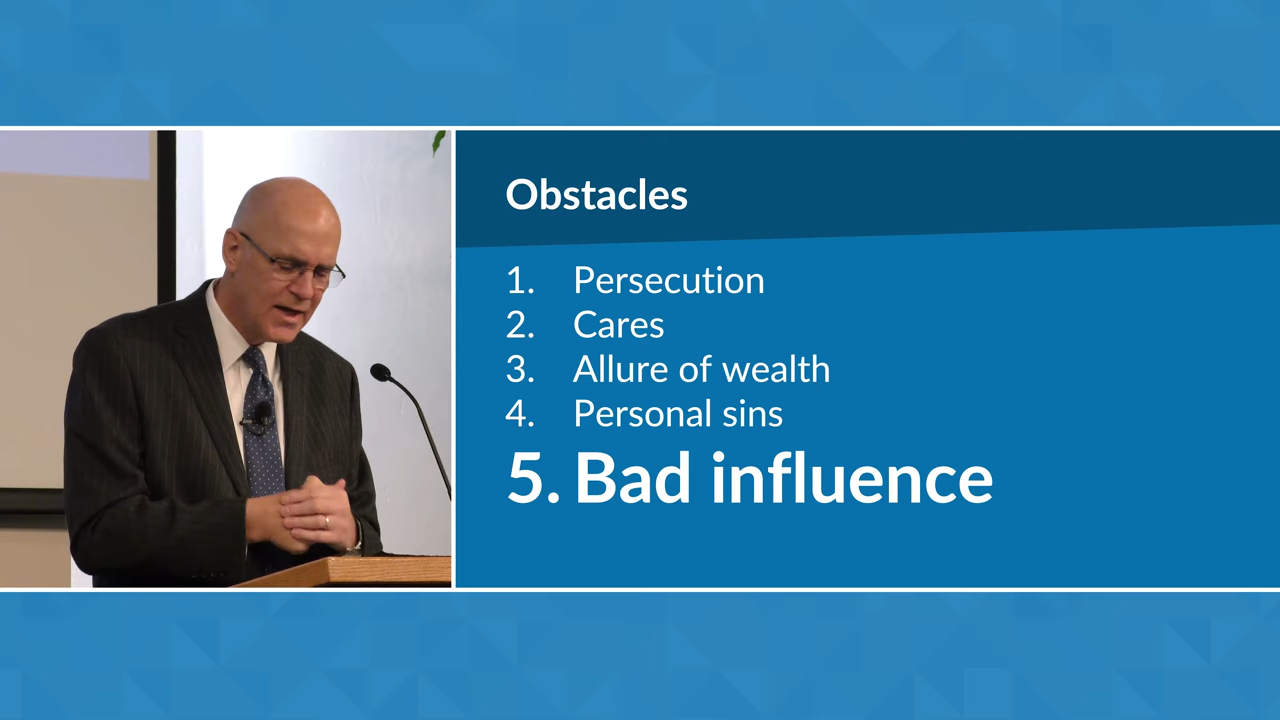 Obstacles
1. Persecution
2. Cares
3. Allure of wealth
4. Personal sins
5. Bad influence